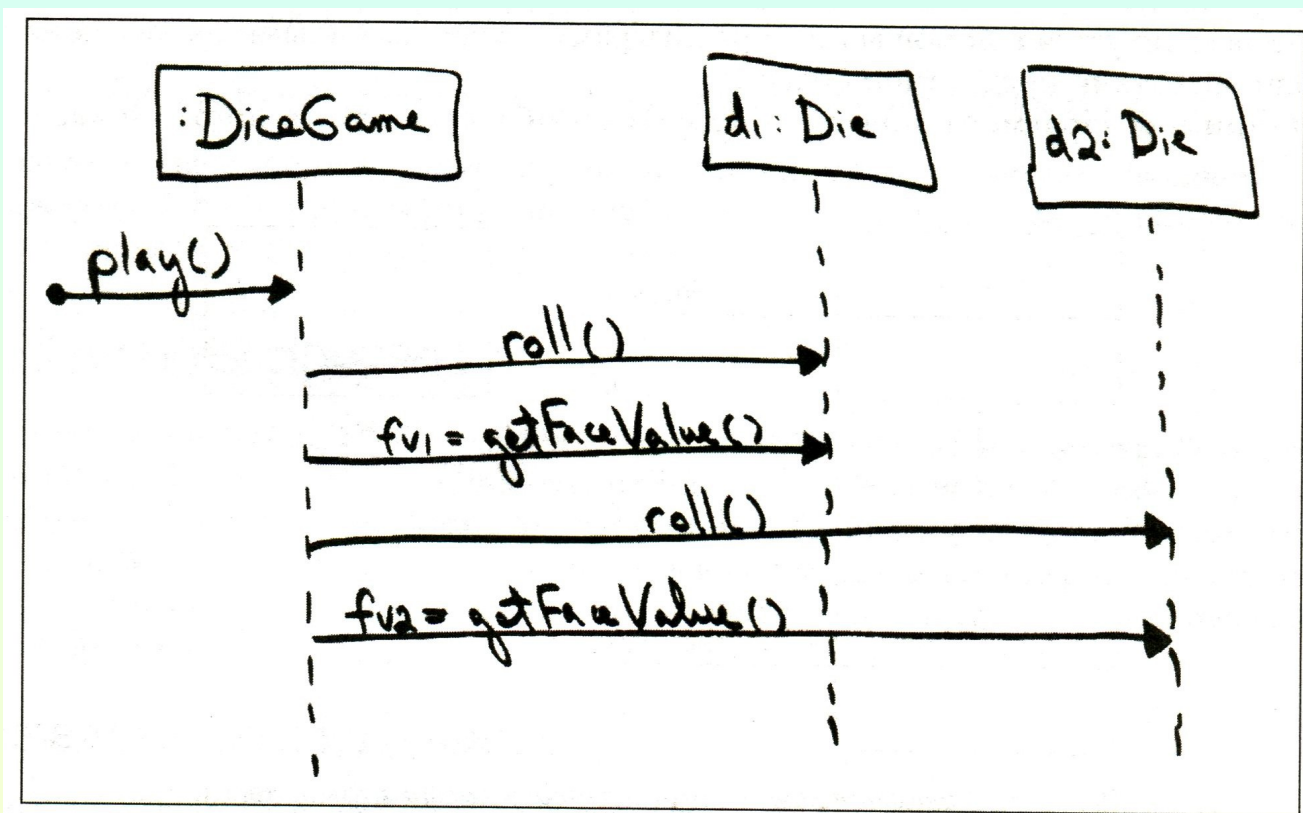 :DiceGame
d1: Die
d2: Die
play()
roll()
fv1 = getFaceValue()
roll()
fv2 = getFaceValue()